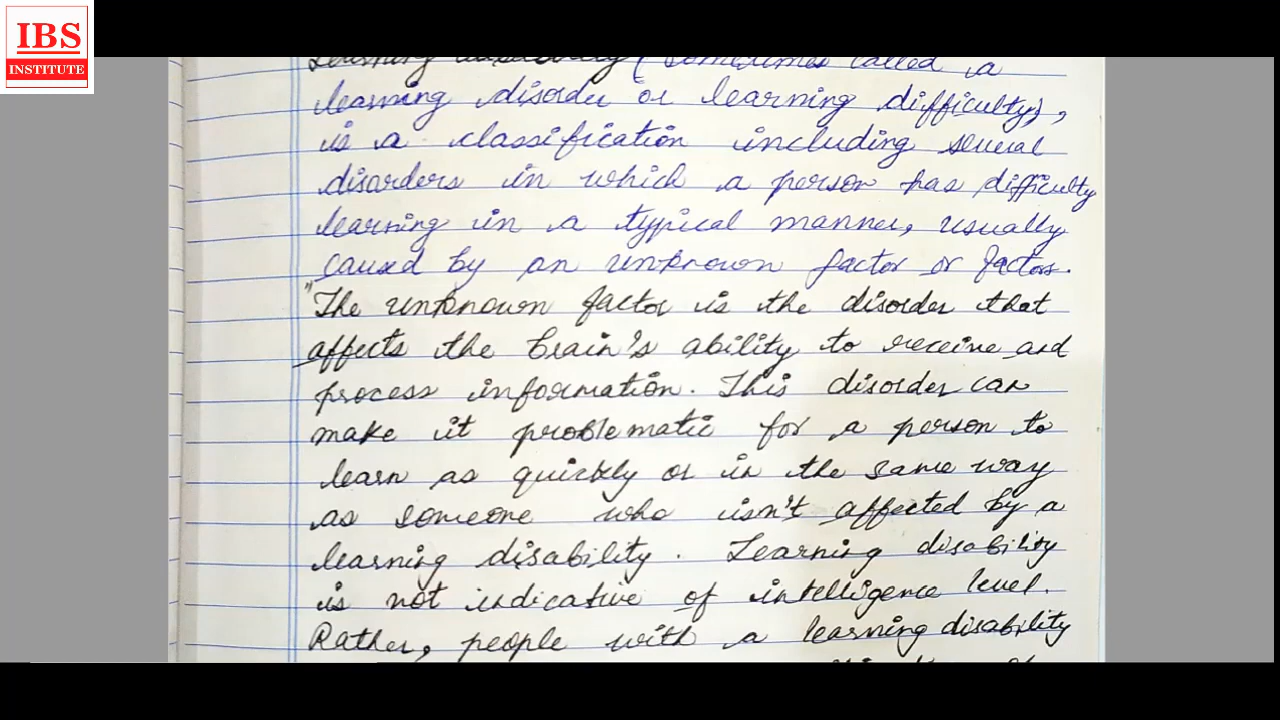 IBS
INSTITUTE
Learning disability (sometimes called a
learning disorder or learning difficulty),
is a classification including several
disorders in which a person has difficulty
learning in a typical manner, usually
caused by an unknown factor or factors.
"The unknown factor is the disorder that
affects the brain's ability to receive and
process information. This disorder can
make it problematic for a person to
learn as quickly or in the same way
as someone who isn't affected by a
learning disability. Learning disability
is not indicative of intelligence level.
Rather, people with a learning disability